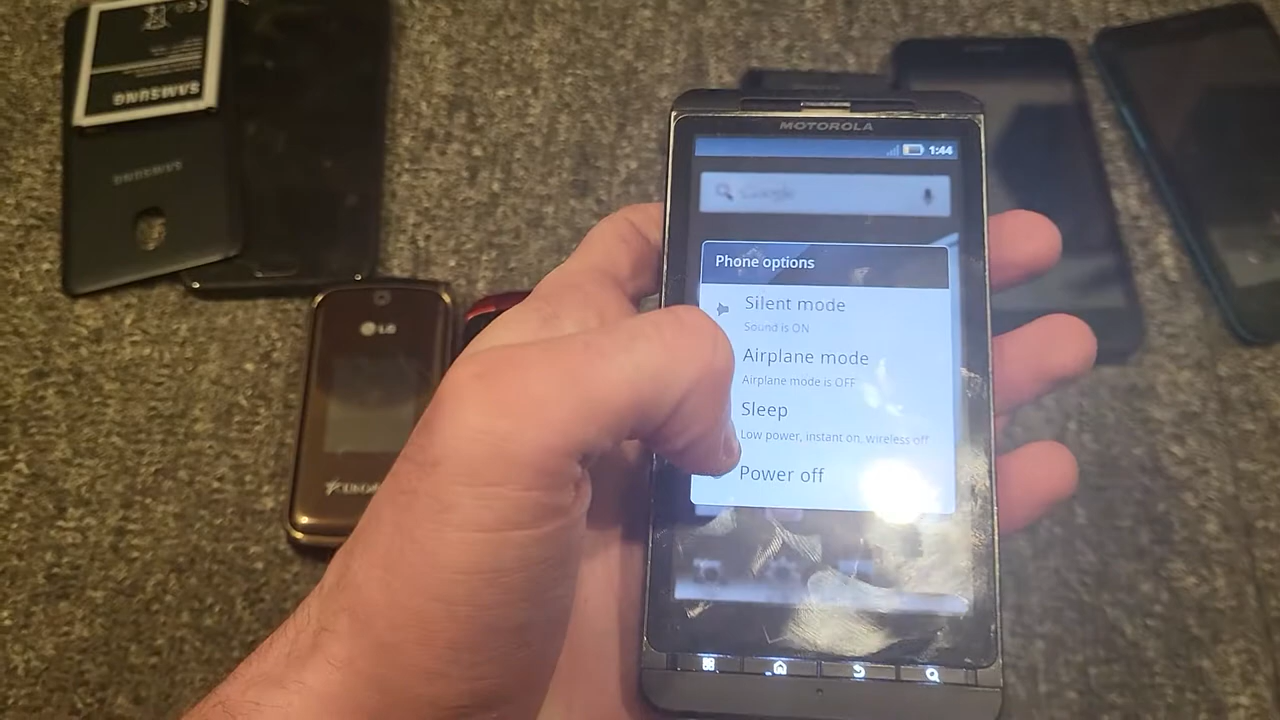 SAMSUNG
SAMSUNG
LG
MOTOROLA
1:44
Google
Phone options
Silent mode
Sound is ON
Airplane mode
Airplane mode is OFF
Sleep
Low power, instant on, wireless off
Power off